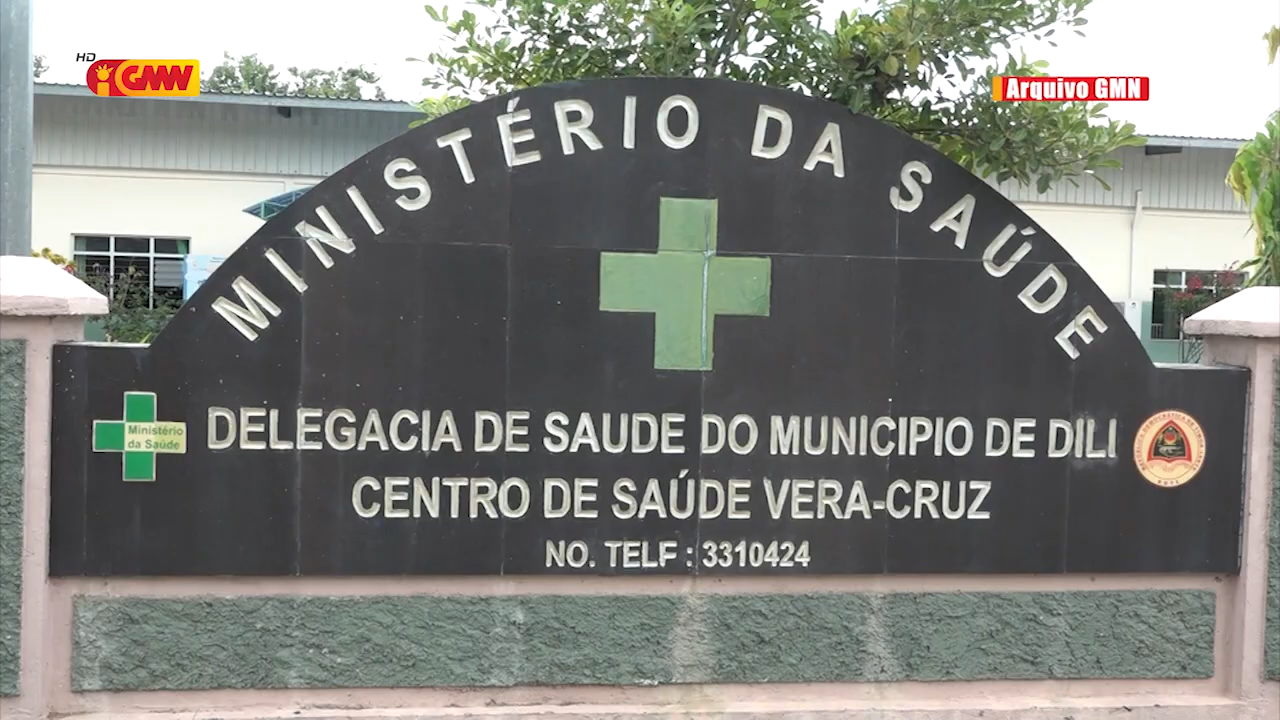 HD
GMN
Arquivo GMN
MINISTÉRIO DA SAÚDE
Ministério
da Saúde
DELEGACIA DE SAUDE DO MUNICIPIO DE DILI
CENTRO DE SAÚDE VERA-CRUZ
NO. TELF : 3310424